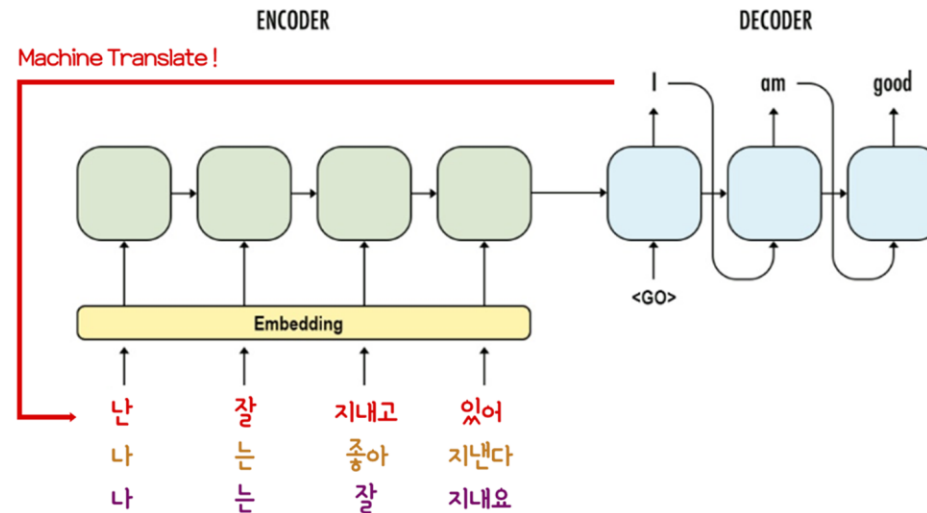 ENCODER DECODER
Machine Translate !
I am good
<GO>
Embedding
난 잘 지내고 있어
나 는 좋아 지낸다
나 는 잘 지내요